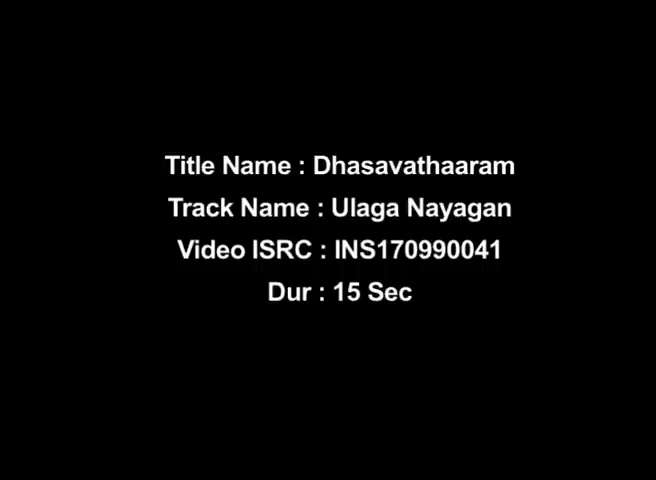 Title Name : Dhasavathaaram
Track Name : Ulaga Nayagan
Video ISRC : INS170990041
Dur : 15 Sec